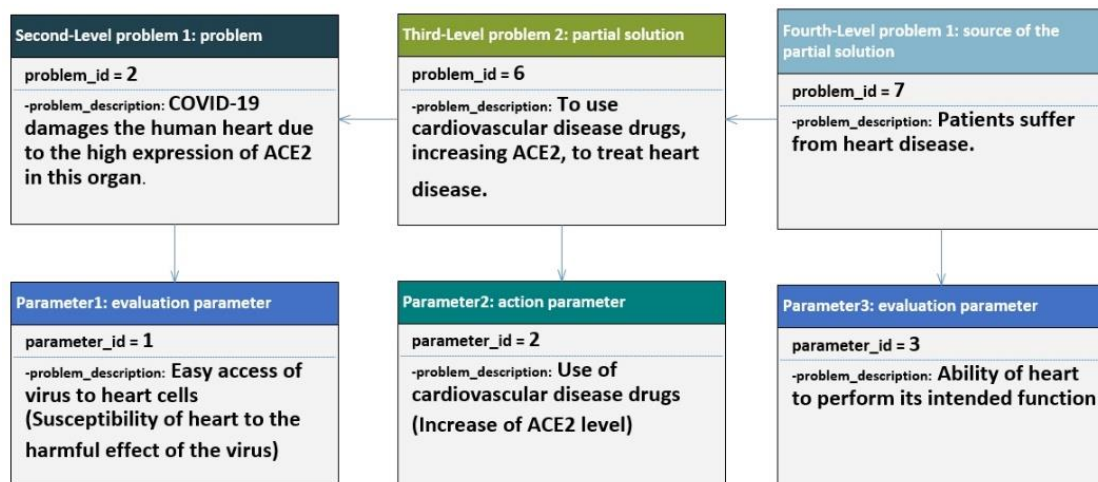 Second-Level problem 1: problem
problem_id = 2
-problem_description: COVID-19
damages the human heart due
to the high expression of ACE2
in this organ.
Third-Level problem 2: partial solution
problem_id = 6
-problem_description: To use
cardiovascular disease drugs,
increasing ACE2, to treat heart
disease.
Fourth-Level problem 1: source of the
partial solution
problem_id = 7
-problem_description: Patients suffer
from heart disease.
Parameter1: evaluation parameter
parameter_id = 1
-problem_description: Easy access of
virus to heart cells
(Susceptibility of heart to the
harmful effect of the virus)
Parameter2: action parameter
parameter_id = 2
-problem_description: Use of
cardiovascular disease drugs
(Increase of ACE2 level)
Parameter3: evaluation parameter
parameter_id = 3
-problem_description: Ability of heart
to perform its intended function